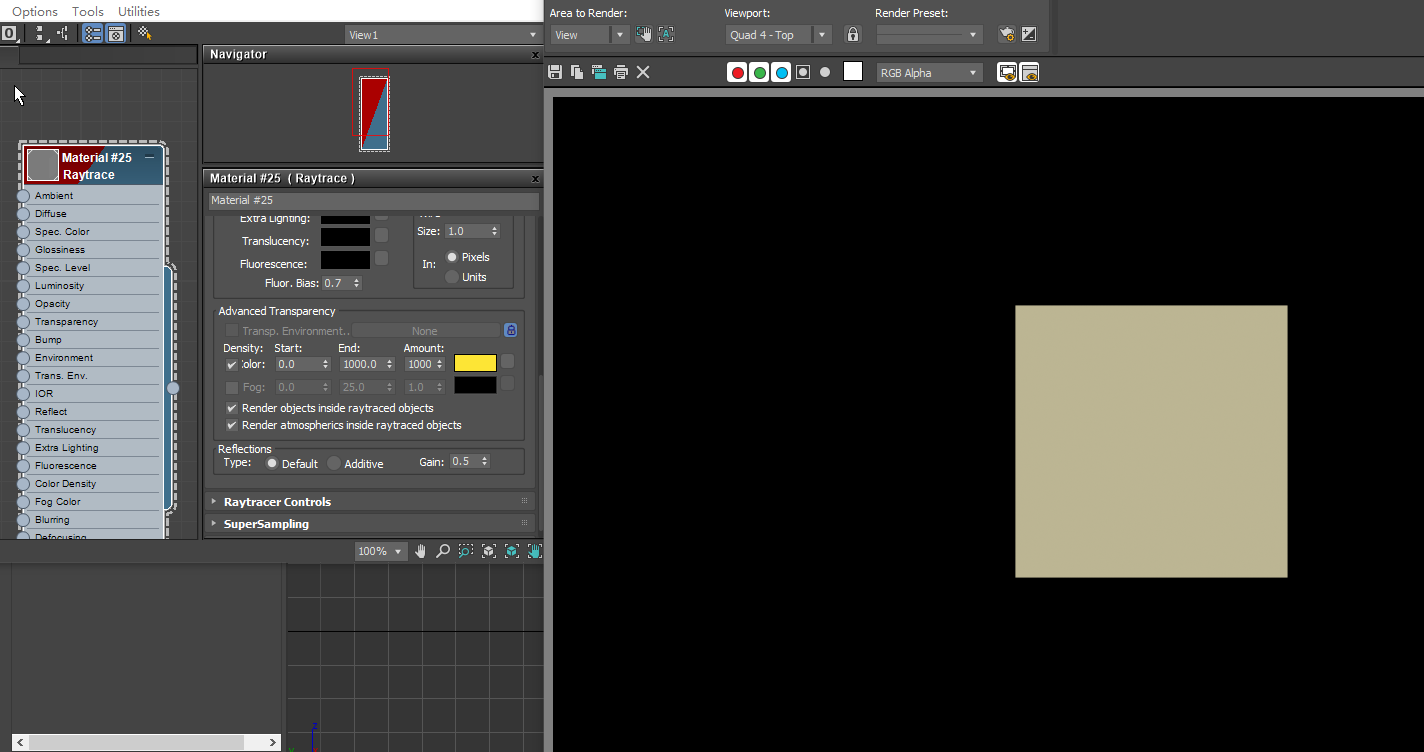 Options Tools Utilities
0
View1
Navigator
Material #25
Raytrace
Ambient
Diffuse
Spec. Color
Glossiness
Spec. Level
Luminosity
Opacity
Transparency
Bump
Environment
Trans. Env.
IOR
Reflect
Translucency
Extra Lighting
Fluorescence
Color Density
Fog Color
Blurring
Defocusing
Material #25 ( Raytrace )
Material #25
Extra Lighting:
Translucency:
Fluorescence:
Fluor. Bias: 0.7
Size: 1.0
In: Pixels
Units
Advanced Transparency
Transp. Environment.. None
Density: Start: End: Amount:
Color: 0.0 1000.0 1000
Fog: 0.0 25.0 1.0
Render objects inside raytraced objects
Render atmospherics inside raytraced objects
Reflections
Type: Default Additive Gain: 0.5
Raytracer Controls
SuperSampling
100%
z
Area to Render: Viewport: Render Preset:
View Quad 4 - Top
RGB Alpha